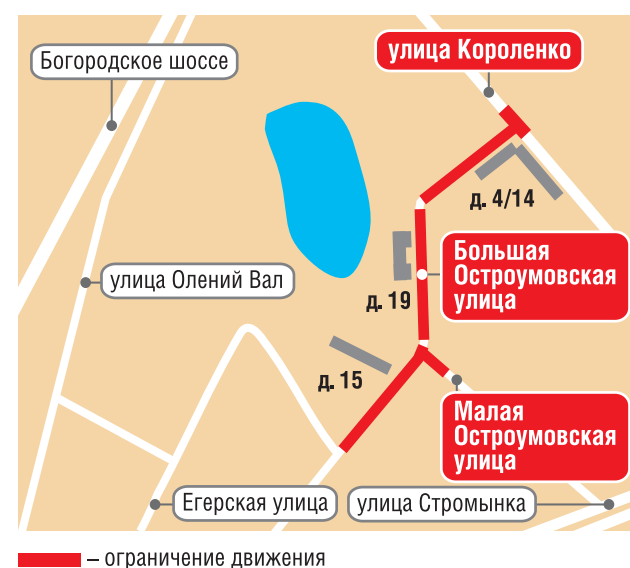 улица Короленко
Богородское шоссе
д. 4/14
Большая
Остроумовская
улица
улица Олений Вал
д. 19
д. 15
Малая
Остроумовская
улица
Егерская улица
улица Стромынка
– ограничение движения